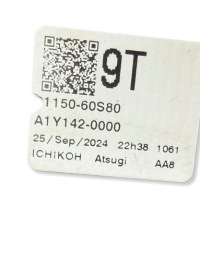 9T
1150-60S80
A1Y142-0000
25/Sep/2024 22h38 1061
ICHIKOH Atsugi AA8